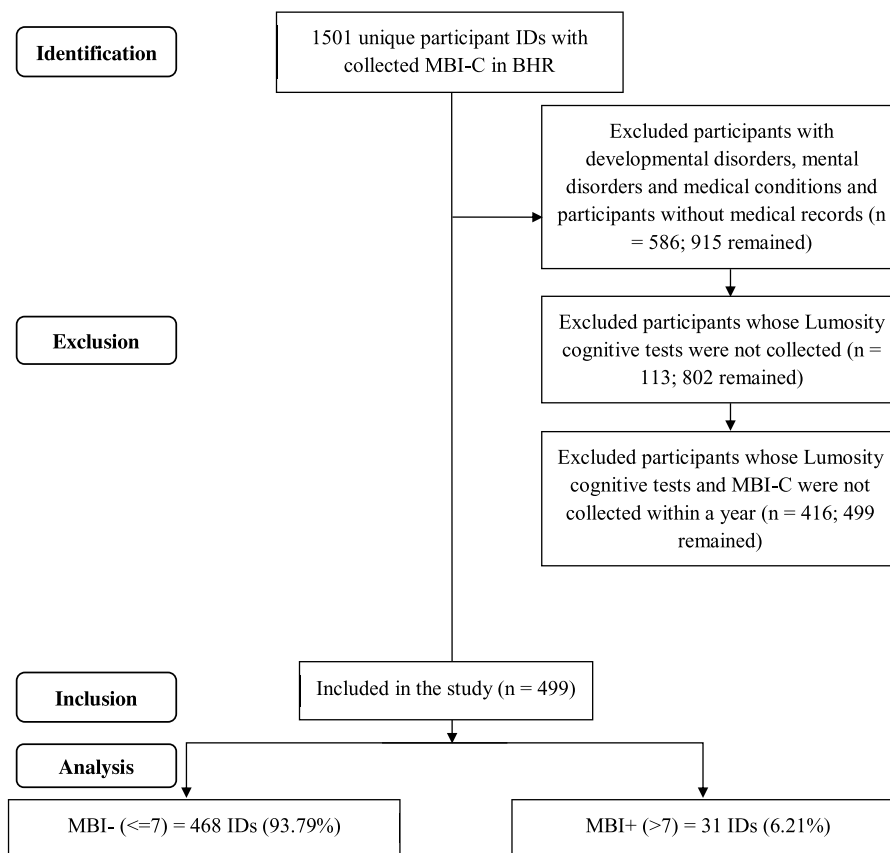 Identification
1501 unique participant IDs with
collected MBI-C in BHR
Excluded participants with
developmental disorders, mental
disorders and medical conditions and
participants without medical records (n
= 586; 915 remained)
Exclusion
Excluded participants whose Lumosity
cognitive tests were not collected (n =
113; 802 remained)
Excluded participants whose Lumosity
cognitive tests and MBI-C were not
collected within a year (n = 416; 499
remained)
Inclusion
Included in the study (n = 499)
Analysis
MBI- (<=7) = 468 IDs (93.79%)
MBI+ (>7) = 31 IDs (6.21%)